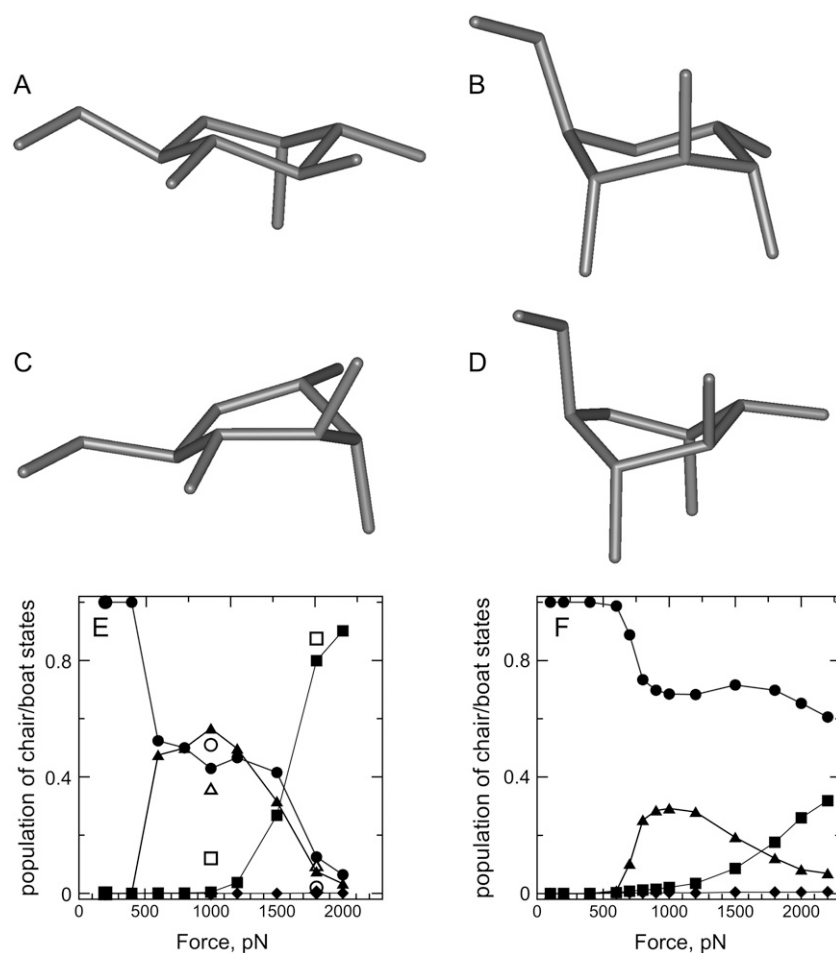 A
B
C
D
E
F
population of chair/boat states
0.8
0.4
0
0 500 1000 1500 2000
Force, pN
population of chair/boat states
0.8
0.4
0
0 500 1000 1500 2000
Force, pN